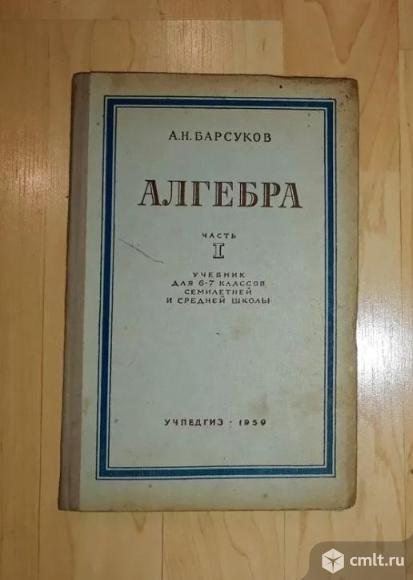 А.Н.БАРСУКОВ
АЛГЕБРА
ЧАСТЬ
I
УЧЕБНИК
ДЛЯ 6-7 КЛАССОВ
СЕМИЛЕТНЕЙ
И СРЕДНЕЙ ШКОЛЫ
УЧПЕДГИЗ · 1959
cmlt.ru